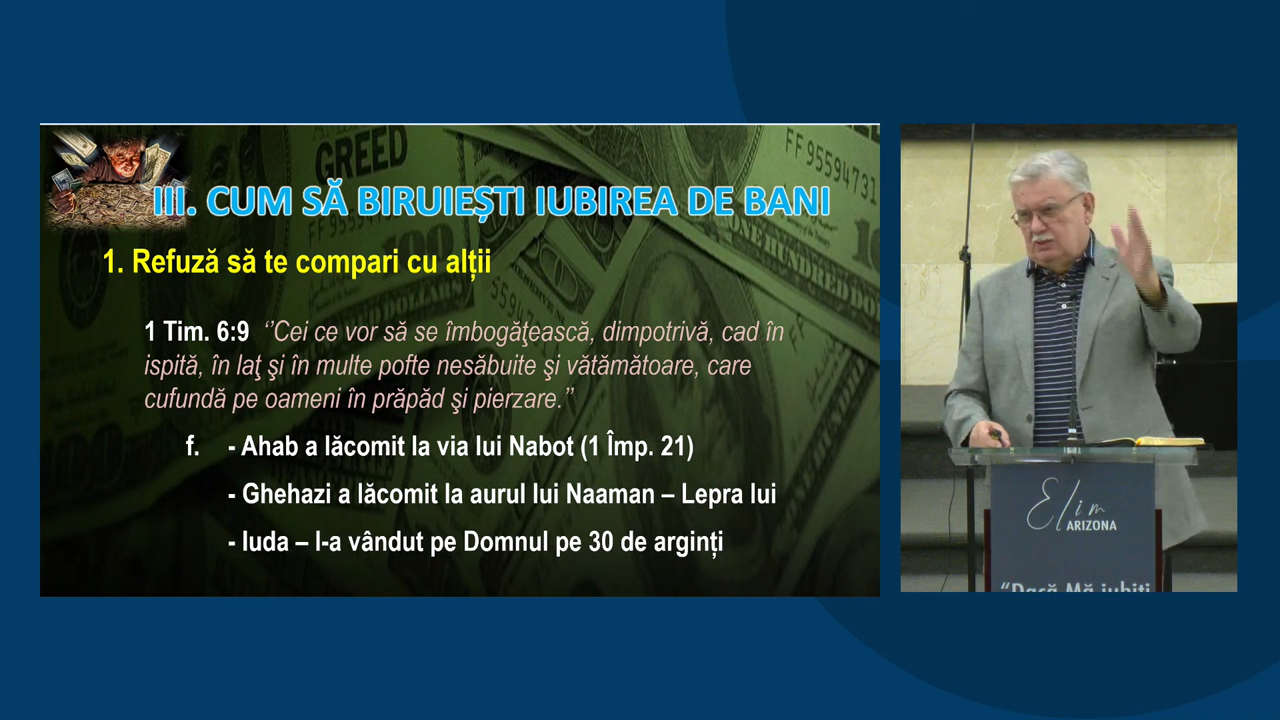 GREED
FF9559473
III. CUM SĂ BIRUIEȘTI IUBIREA DE BANI
1. Refuză să te compari cu alții
1 Tim. 6:9 ‘’Cei ce vor să se îmbogăţească, dimpotrivă, cad în
ispită, în laţ şi în multe pofte nesăbuite şi vătămătoare, care
cufundă pe oameni în prăpăd şi pierzare.’’
f. - Ahab a lăcomit la via lui Nabot (1 Împ. 21)
- Ghehazi a lăcomit la aurul lui Naaman – Lepra lui
- Iuda – l-a vândut pe Domnul pe 30 de arginți
Elim
ARIZONA
“Dacă Mă iubiți